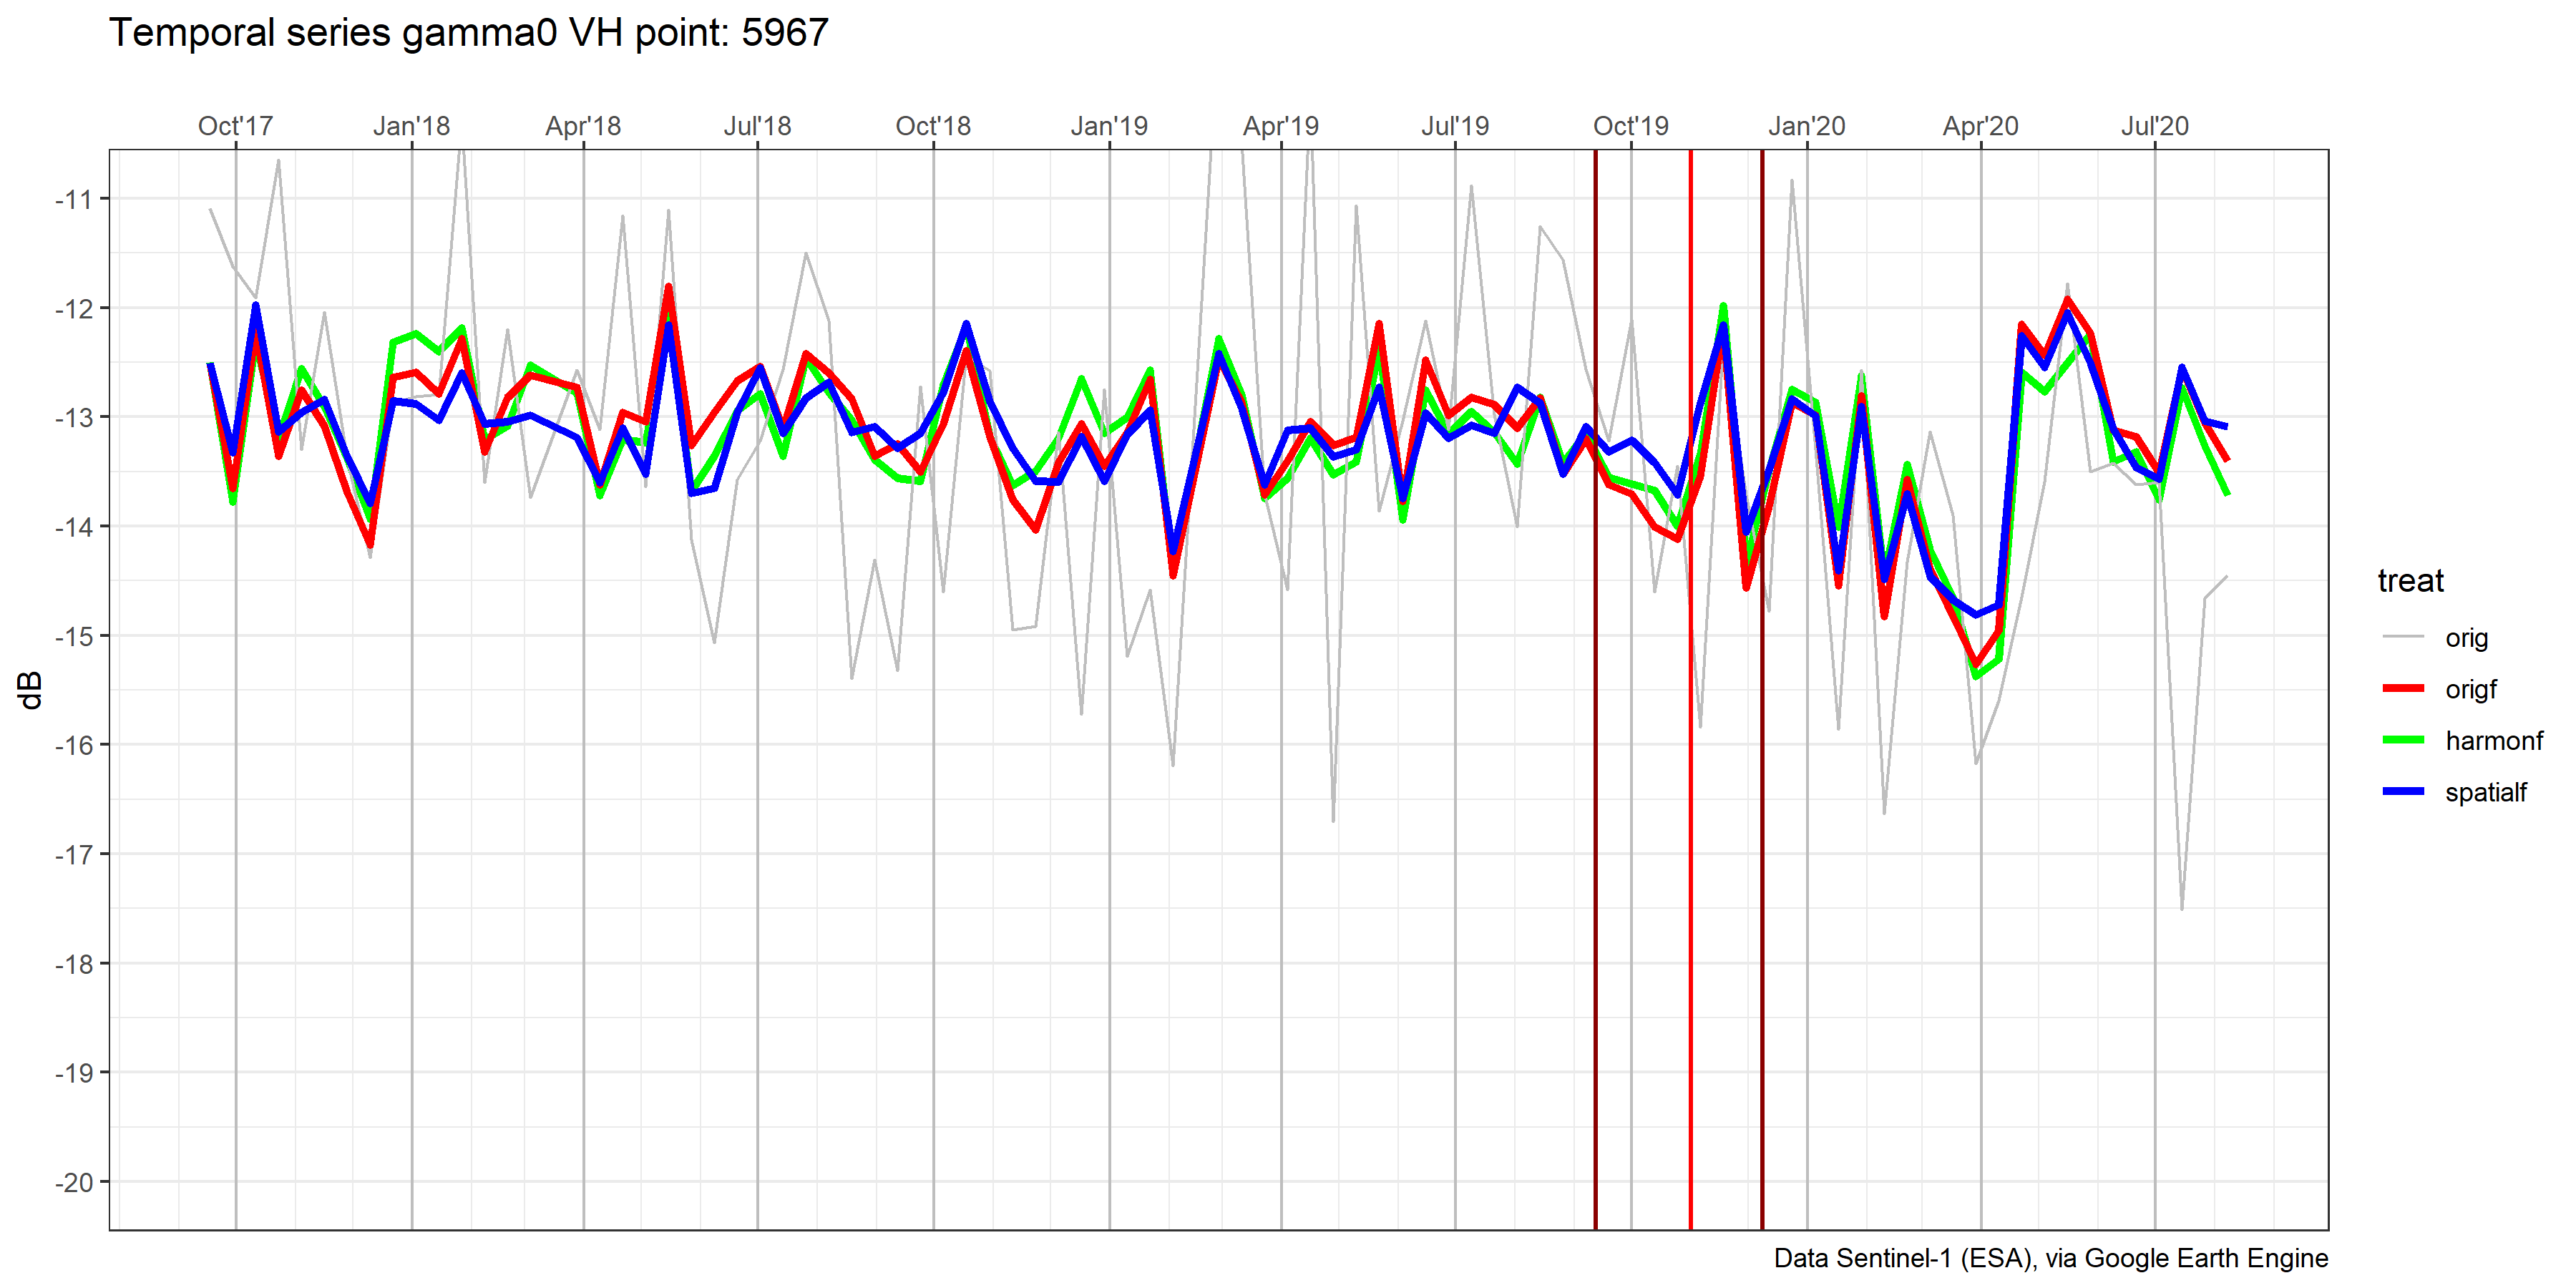 Temporal series gamma0 VH point: 5967
Oct'17 Jan'18 Apr'18 Jul'18 Oct'18 Jan'19 Apr'19 Jul'19 Oct'19 Jan'20 Apr'20 Jul'20
-11
-12
-13
-14
-15
-16
-17
-18
-19
-20
dB
treat
orig
origf
harmonf
spatialf
Data Sentinel-1 (ESA), via Google Earth Engine